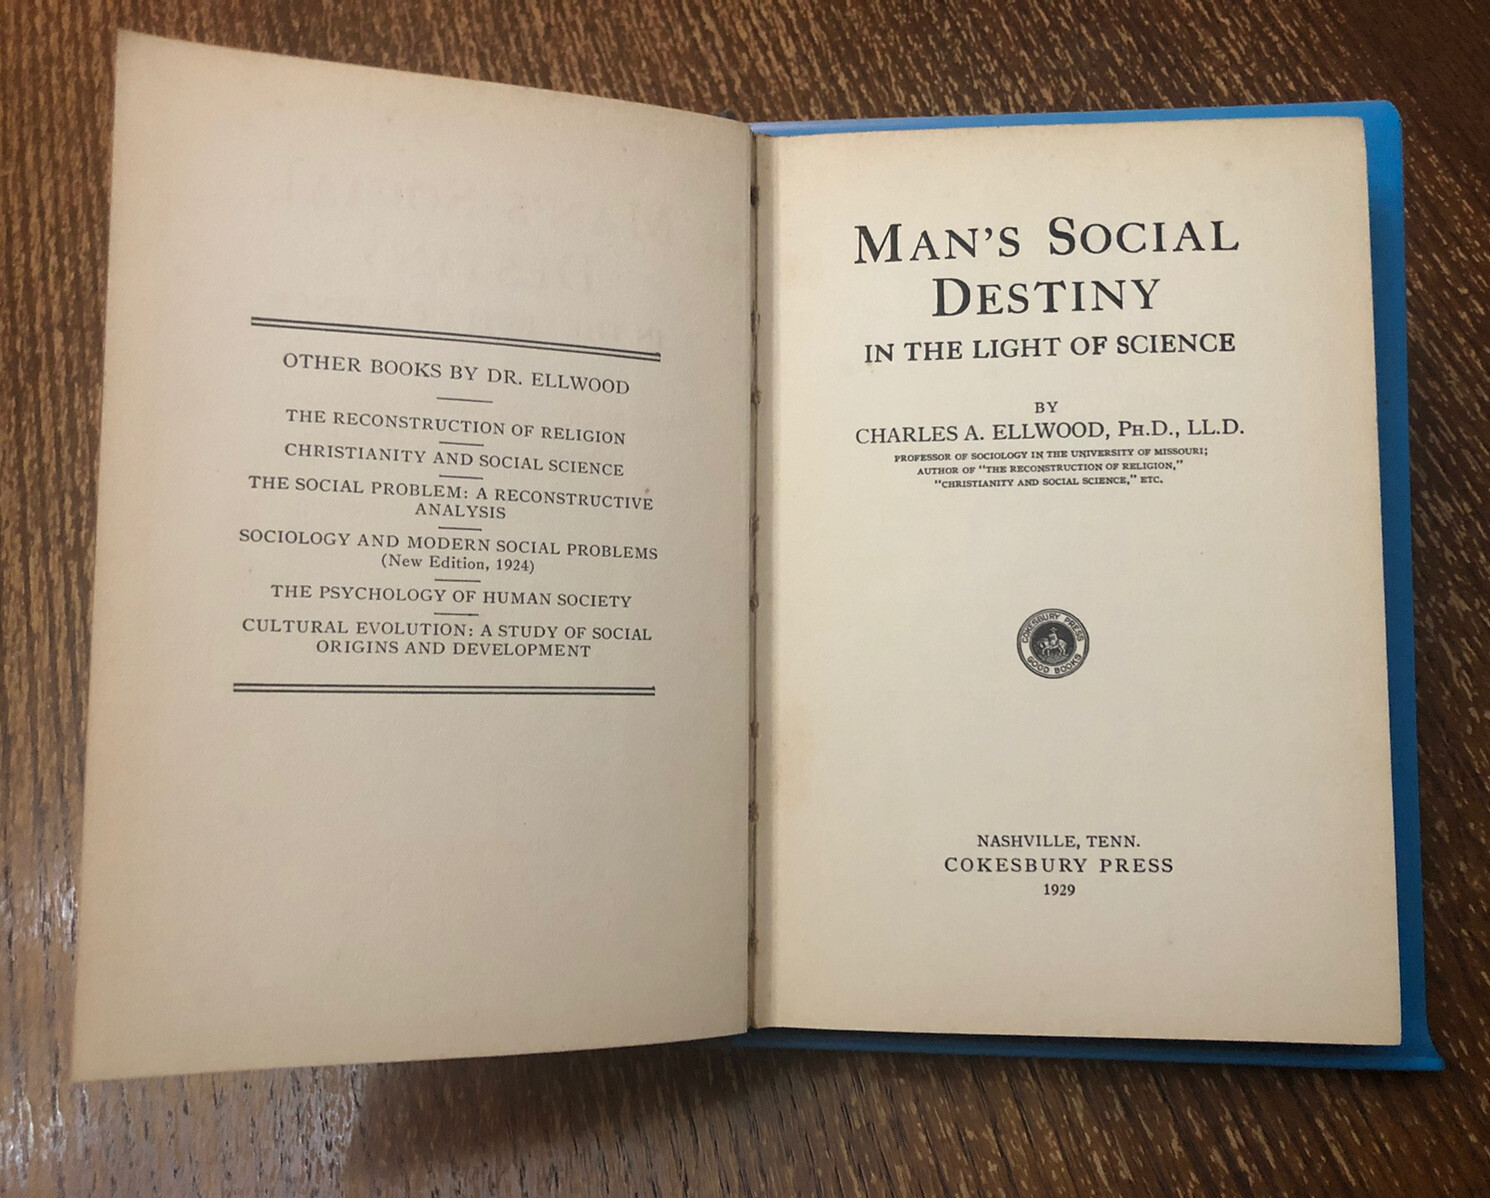 OTHER BOOKS BY DR. ELLWOOD
THE RECONSTRUCTION OF RELIGION
CHRISTIANITY AND SOCIAL SCIENCE
THE SOCIAL PROBLEM: A RECONSTRUCTIVE
ANALYSIS
SOCIOLOGY AND MODERN SOCIAL PROBLEMS
(New Edition, 1924)
THE PSYCHOLOGY OF HUMAN SOCIETY
CULTURAL EVOLUTION: A STUDY OF SOCIAL
ORIGINS AND DEVELOPMENT
MAN'S SOCIAL
DESTINY
IN THE LIGHT OF SCIENCE
BY
CHARLES A. ELLWOOD, PH.D., LL.D.
PROFESSOR OF SOCIOLOGY IN THE UNIVERSITY OF MISSOURI;
AUTHOR OF "THE RECONSTRUCTION OF RELIGION,"
"CHRISTIANITY AND SOCIAL SCIENCE," ETC.
COKESBURY PRESS
GOOD BOOKS
NASHVILLE, TENN.
COKESBURY PRESS
1929